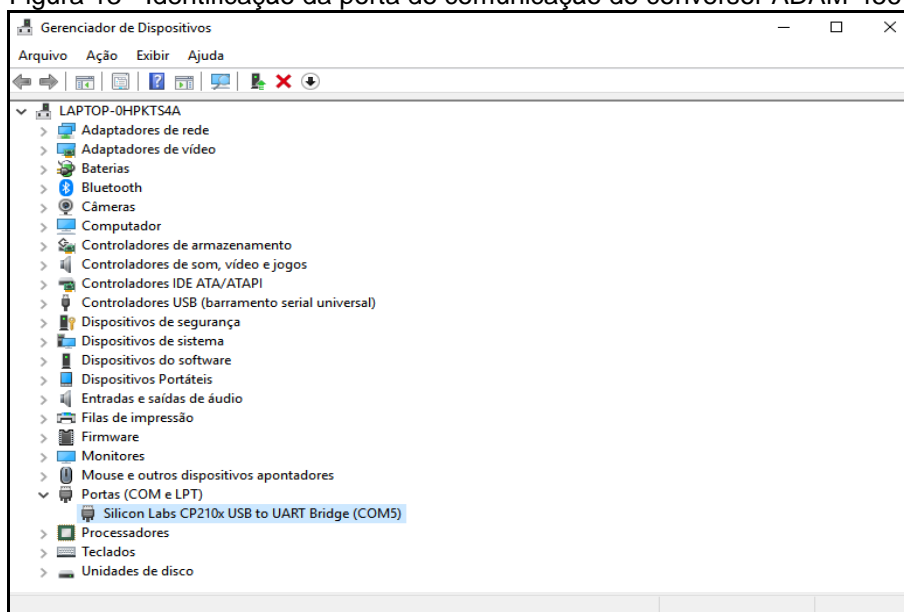 Figura 18 - Identificação da porta de comunicação do conversor ADAM
Gerenciador de Dispositivos
Arquivo Ação Exibir Ajuda
LAPTOP-0HPKTS4A
Adaptadores de rede
Adaptadores de vídeo
Baterias
Bluetooth
Câmeras
Computador
Controladores de armazenamento
Controladores de som, vídeo e jogos
Controladores IDE ATA/ATAPI
Controladores USB (barramento serial universal)
Dispositivos de segurança
Dispositivos de sistema
Dispositivos do software
Dispositivos Portáteis
Entradas e saídas de áudio
Filas de impressão
Firmware
Monitores
Mouse e outros dispositivos apontadores
Portas (COM e LPT)
Silicon Labs CP210x USB to UART Bridge (COM5)
Processadores
Teclados
Unidades de disco